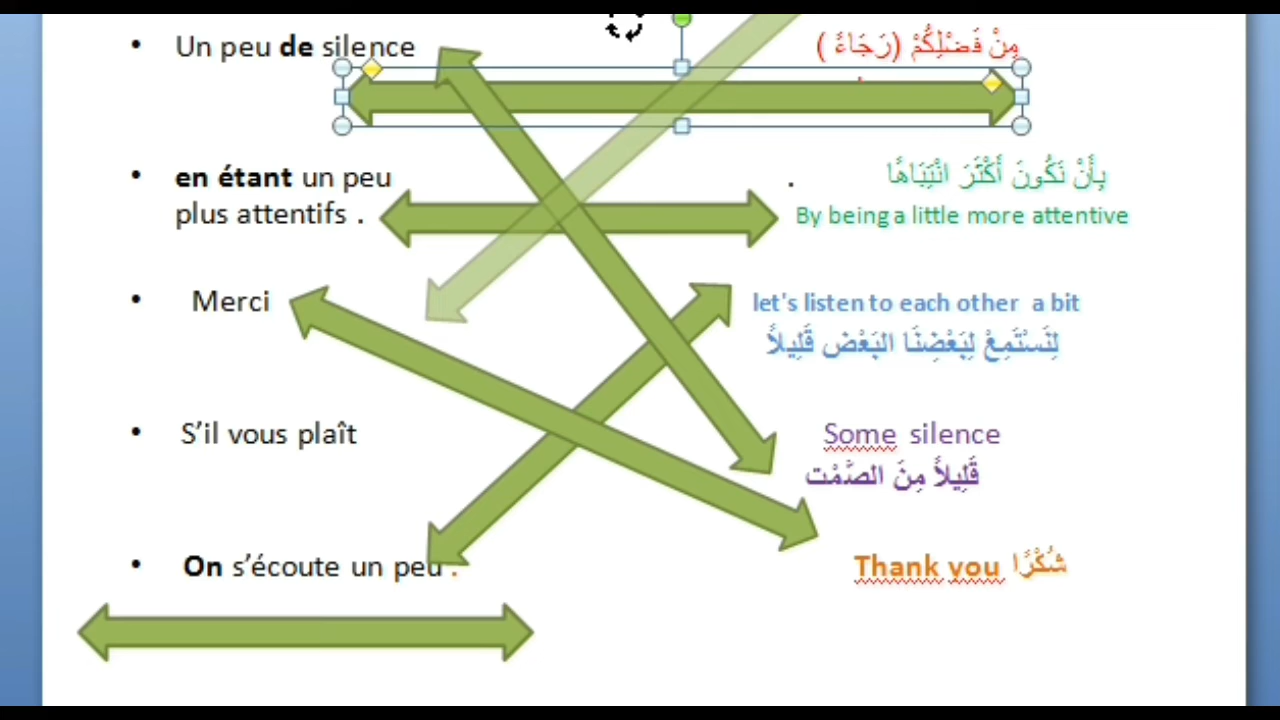 Un peu de silence
مِنْ فَضْلِكُمْ (رَجَاءً )
en étant un peu
plus attentifs .
. بِأَنْ نَكُونَ أَكْثَرَ انْتِبَاهًا
By being a little more attentive
Merci
let's listen to each other a bit
لِنَسْتَمِعْ لِبَعْضِنَا البَعْض قَلِيلاً
S'il vous plaît
Some silence
قَلِيلاً مِنَ الصَّمْت
On s'écoute un peu .
Thank you شُكْرًا